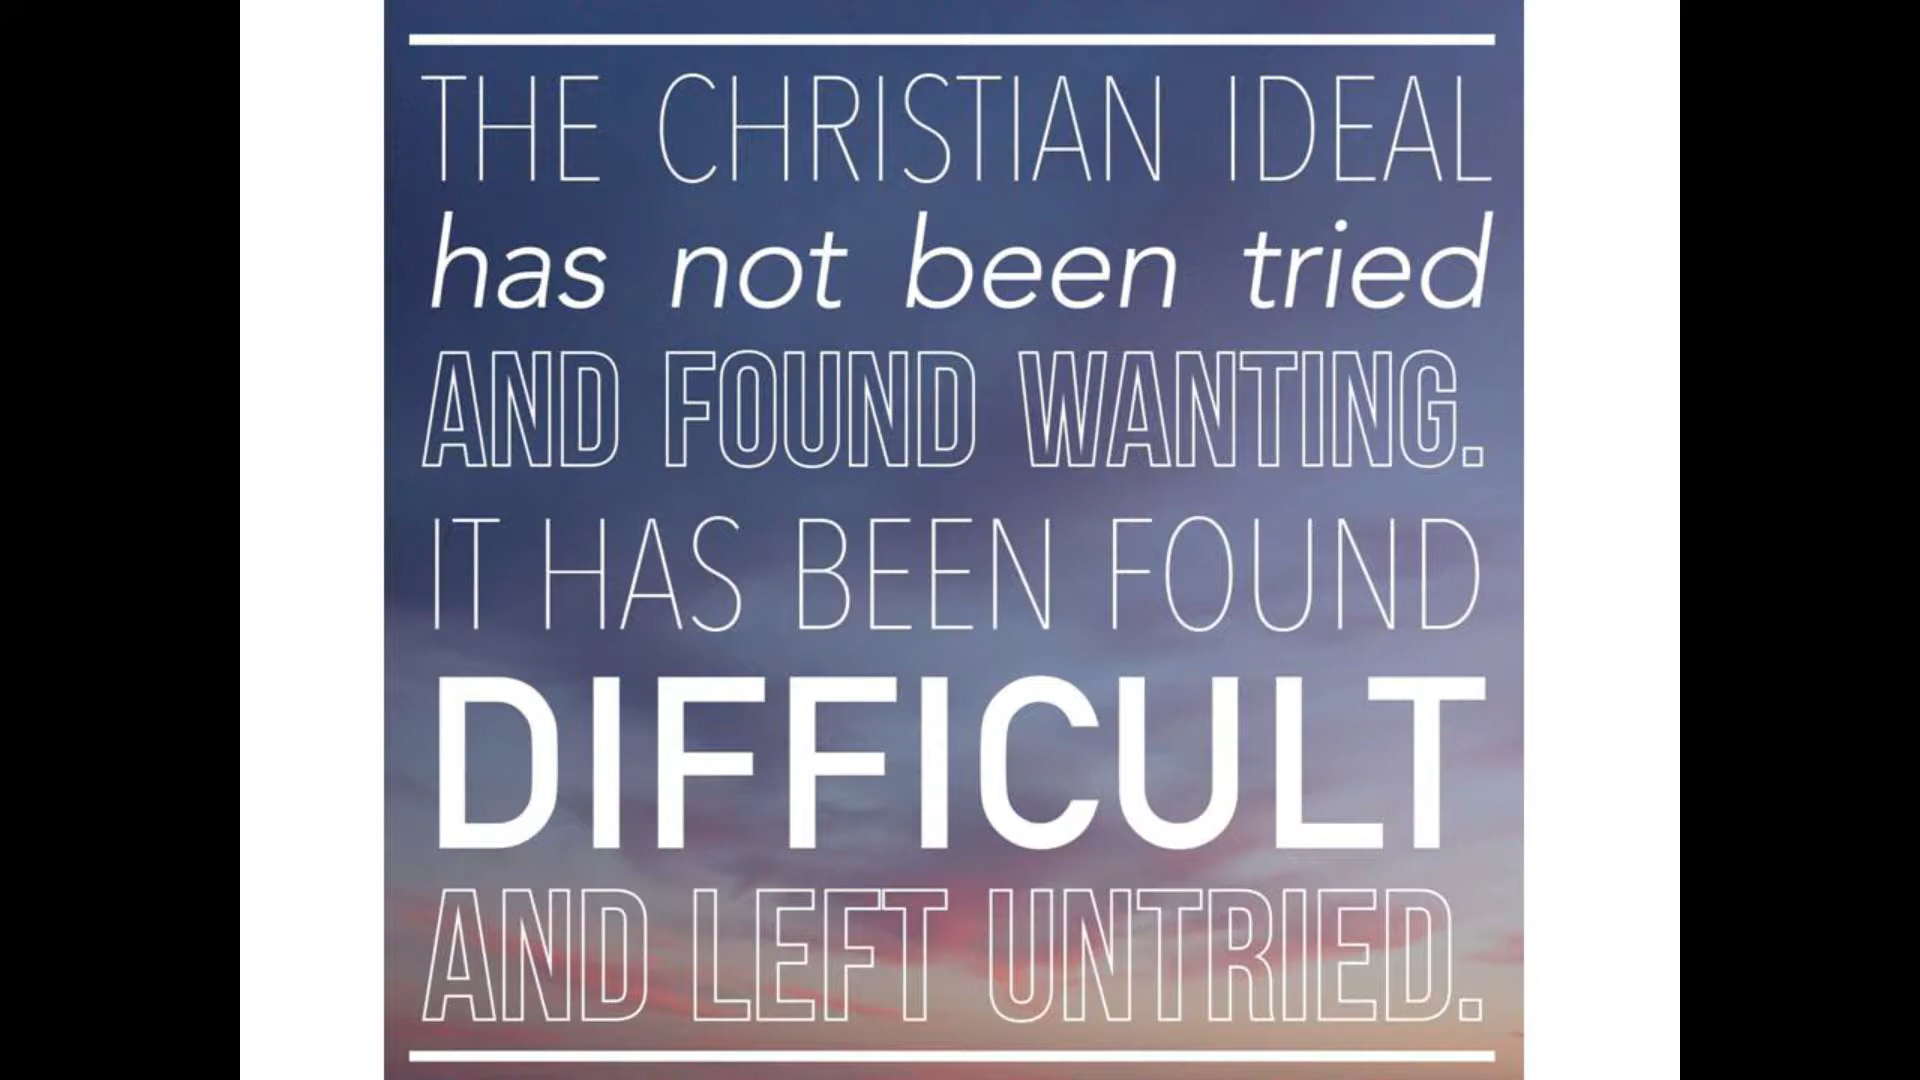 THE CHRISTIAN IDEAL
has not been tried
AND FOUND WANTING.
IT HAS BEEN FOUND
DIFFICULT
AND LEFT UNTRIED.